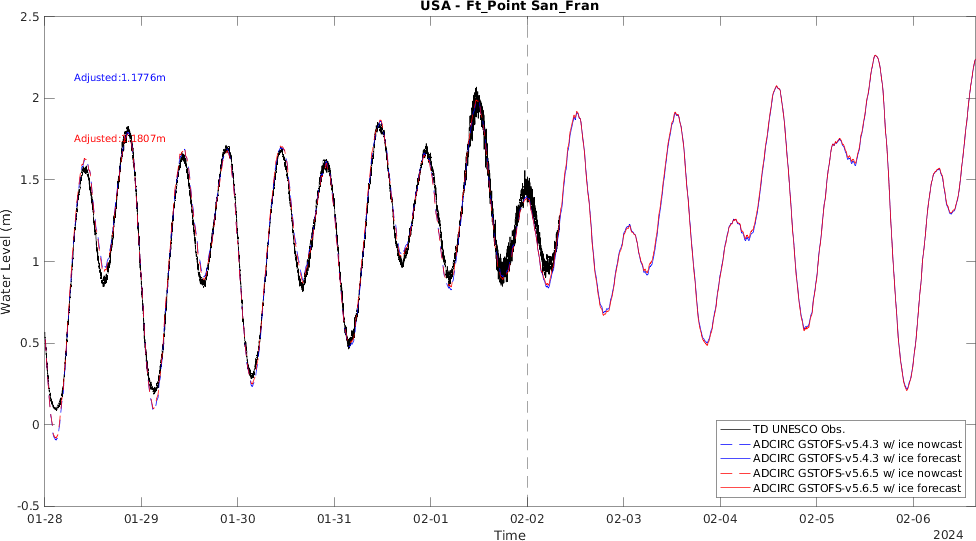 USA - Ft_Point San_Fran
2.5
Adjusted:1.1776m
2
Adjusted:1.1807m
1.5
Water Level (m)
1
0.5
0
-0.5
TD UNESCO Obs.
ADCIRC GSTOFS-v5.4.3 w/ ice nowcast
ADCIRC GSTOFS-v5.4.3 w/ ice forecast
ADCIRC GSTOFS-v5.6.5 w/ ice nowcast
ADCIRC GSTOFS-v5.6.5 w/ ice forecast
01-28 01-29 01-30 01-31 02-01 02-02 02-03 02-04 02-05 02-06
Time
2024